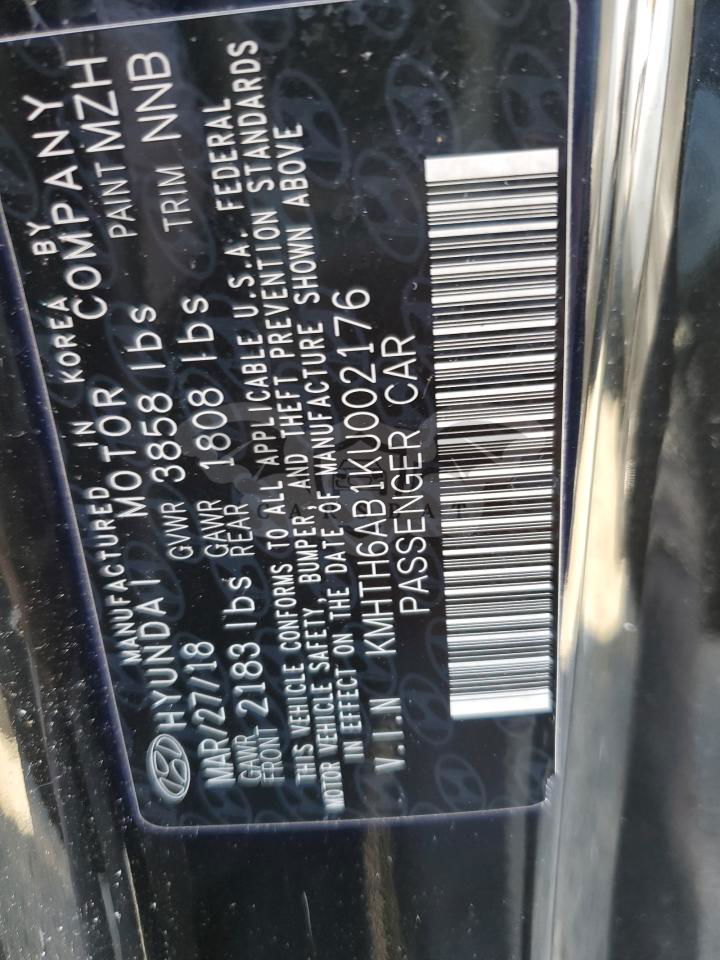 MANUFACTURED IN KOREA BY
HYUNDAI MOTOR COMPANY
MAR/27/18 GVWR 3858 lbs PAINT MZH
GAWR FRONT 2183 lbs GAWR REAR 1808 lbs TRIM NNB
THIS VEHICLE CONFORMS TO ALL APPLICABLE U.S.A. FEDERAL
MOTOR VEHICLE SAFETY, BUMPER, AND THEFT PREVENTION STANDARDS
IN EFFECT ON THE DATE OF MANUFACTURE SHOWN ABOVE
V.I.N KMHTH6AB1KU002176
PASSENGER CAR